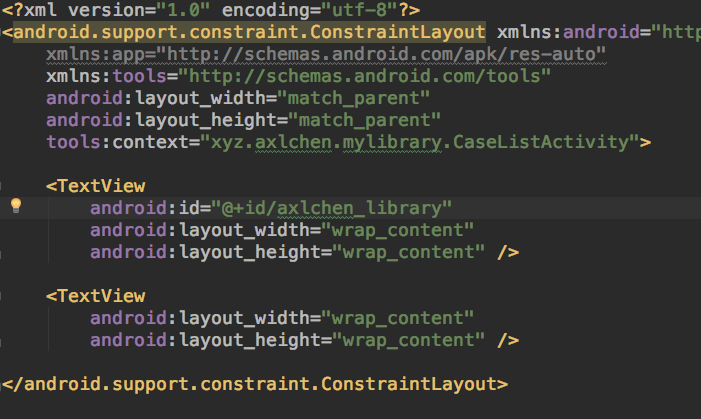 <?xml version="1.0" encoding="utf-8"?>
<android.support.constraint.ConstraintLayout xmlns:android="http
    xmlns:app="http://schemas.android.com/apk/res-auto"
    xmlns:tools="http://schemas.android.com/tools"
    android:layout_width="match_parent"
    android:layout_height="match_parent"
    tools:context="xyz.axlchen.mylibrary.CaseListActivity">
    <TextView
        android:id="@+id/axlchen_library"
        android:layout_width="wrap_content"
        android:layout_height="wrap_content" />
    <TextView
        android:layout_width="wrap_content"
        android:layout_height="wrap_content" />
</android.support.constraint.ConstraintLayout>